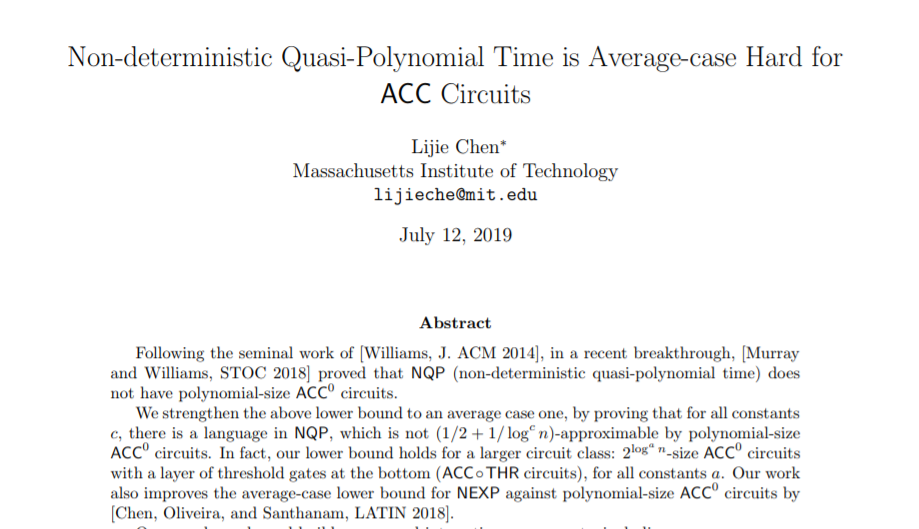 Non-deterministic Quasi-Polynomial Time is Average-case Hard for
ACC Circuits
Lijie Chen*
Massachusetts Institute of Technology
lijieche@mit.edu
July 12, 2019
Abstract
Following the seminal work of [Williams, J. ACM 2014], in a recent breakthrough, [Murray
and Williams, STOC 2018] proved that NQP (non-deterministic quasi-polynomial time) does
not have polynomial-size ACC⁰ circuits.
We strengthen the above lower bound to an average case one, by proving that for all constants
c, there is a language in NQP, which is not (1/2 + 1/ logᶜ n)-approximable by polynomial-size
ACC⁰ circuits. In fact, our lower bound holds for a larger circuit class: 2^{logᵃ n}-size ACC⁰ circuits
with a layer of threshold gates at the bottom (ACC ∘ THR circuits), for all constants a. Our work
also improves the average-case lower bound for NEXP against polynomial-size ACC⁰ circuits by
[Chen, Oliveira, and Santhanam, LATIN 2018].